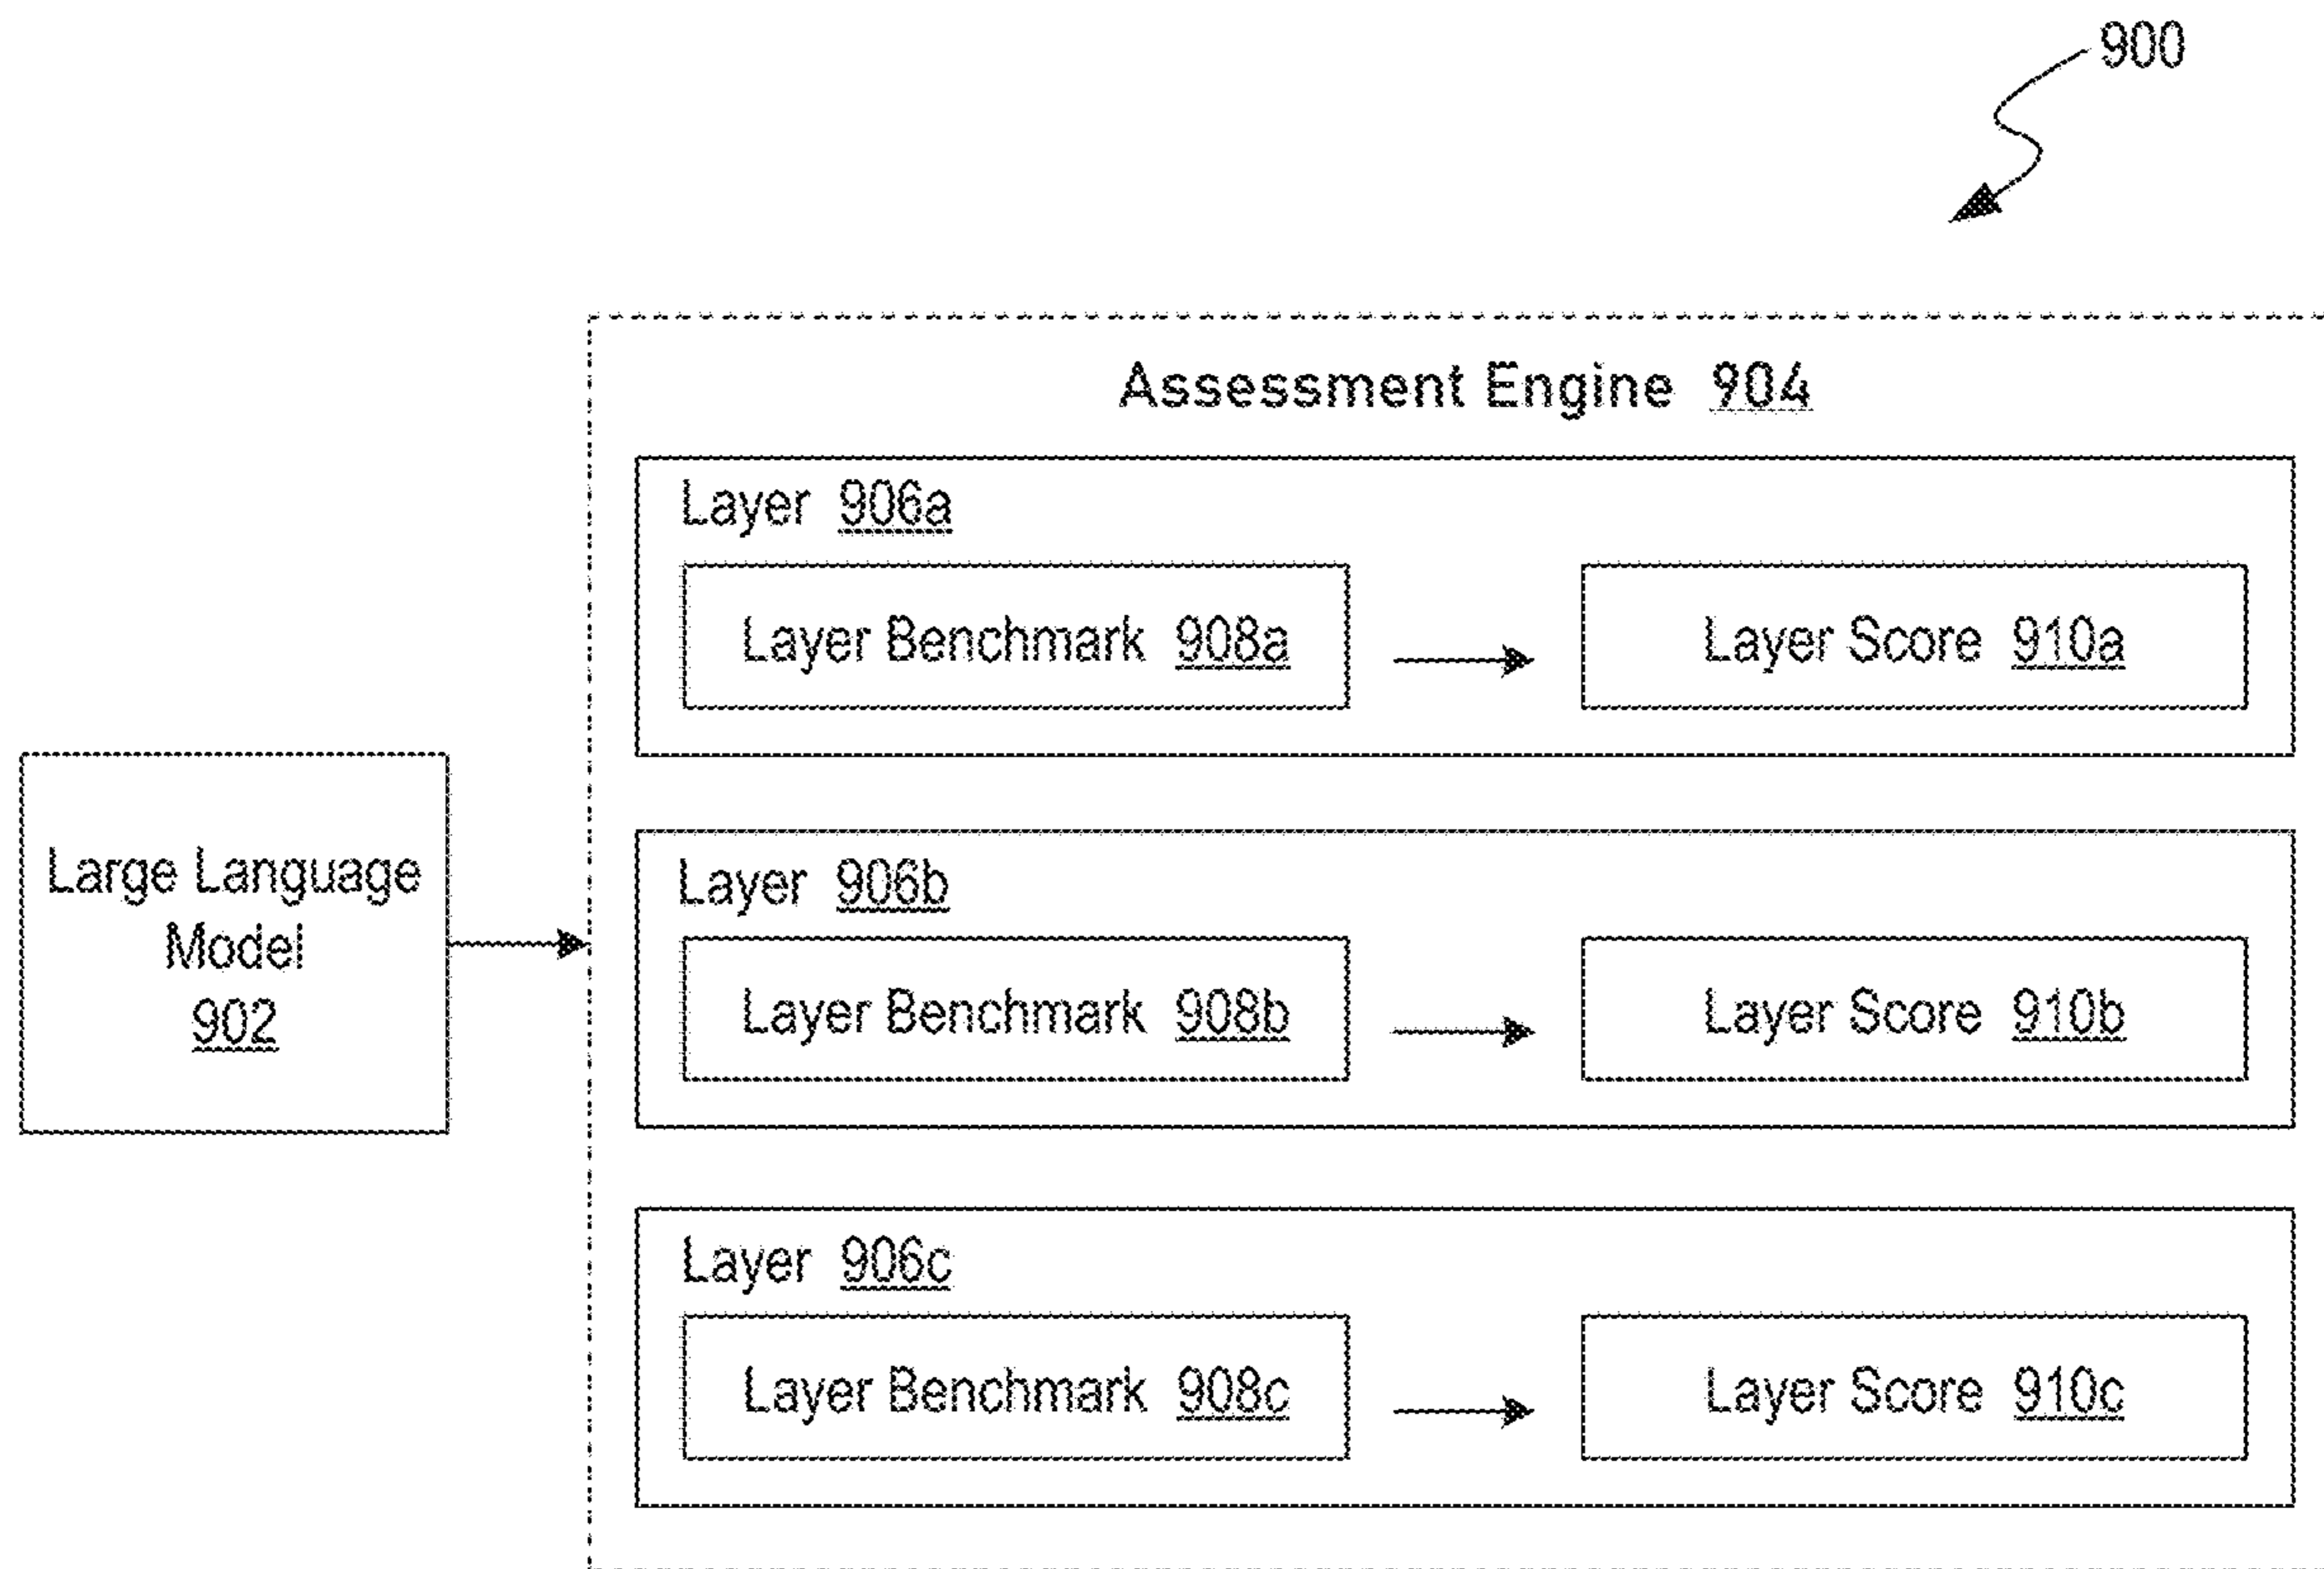 900
Assessment Engine 904
Layer 906a
Layer Benchmark 908a
Layer Score 910a
Large Language
Model
902
Layer 906b
Layer Benchmark 908b
Layer Score 910b
Layer 906c
Layer Benchmark 908c
Layer Score 910c